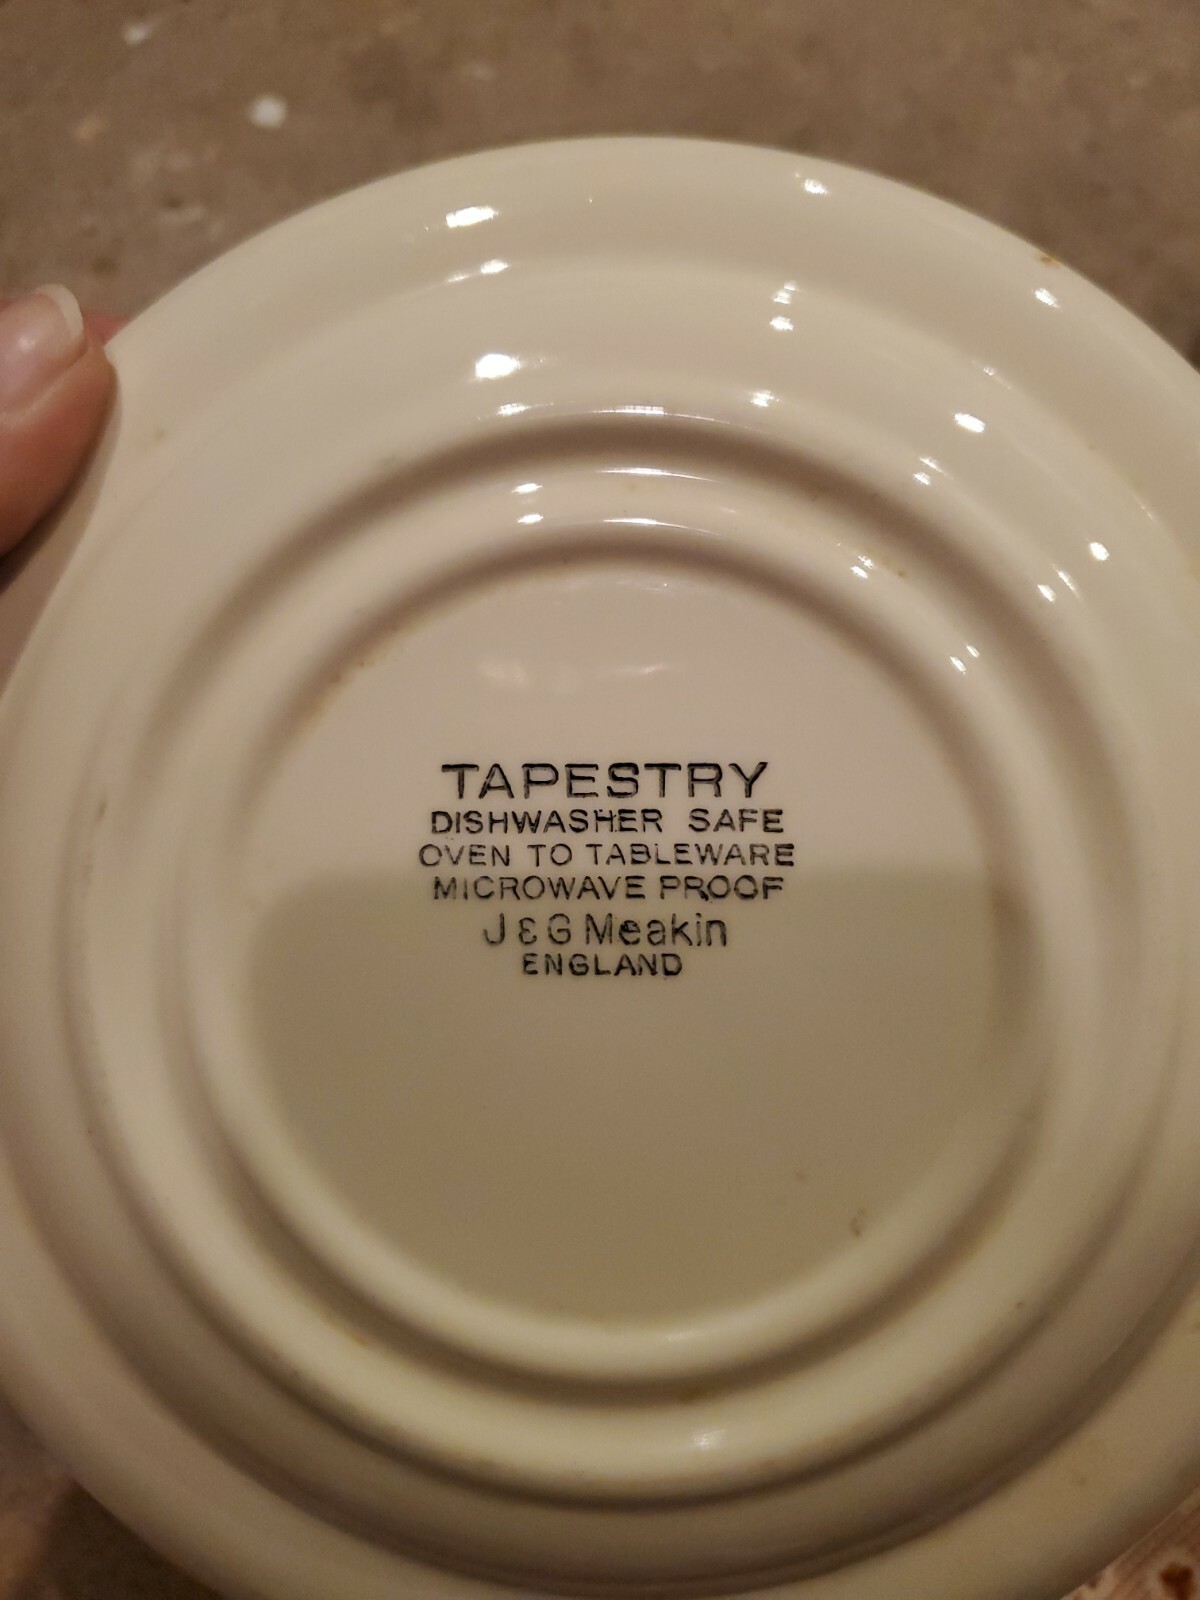 TAPESTRY
DISHWASHER SAFE
OVEN TO TABLEWARE
MICROWAVE PROOF
J & G Meakin
ENGLAND